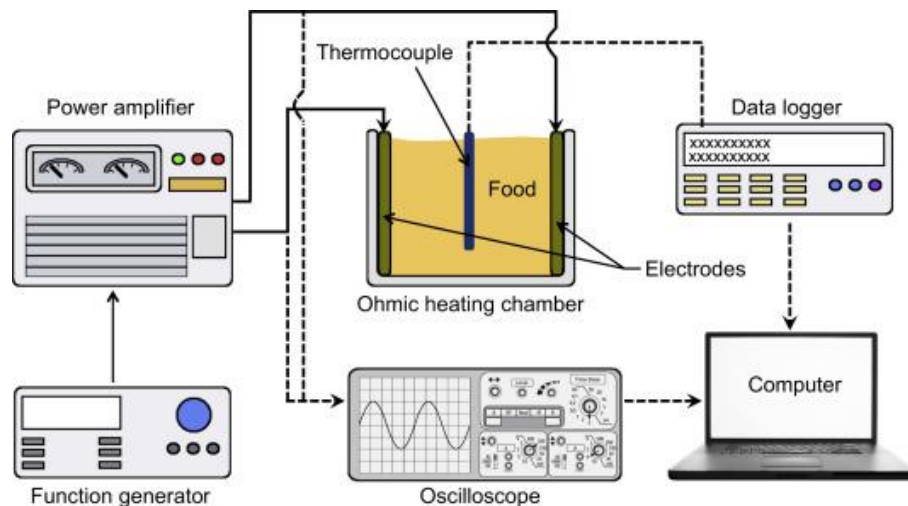 Thermocouple
Power amplifier
Data logger
XXXXXXXXXX
XXXXXXXXXX
Food
Electrodes
Ohmic heating chamber
Computer
Function generator
Oscilloscope